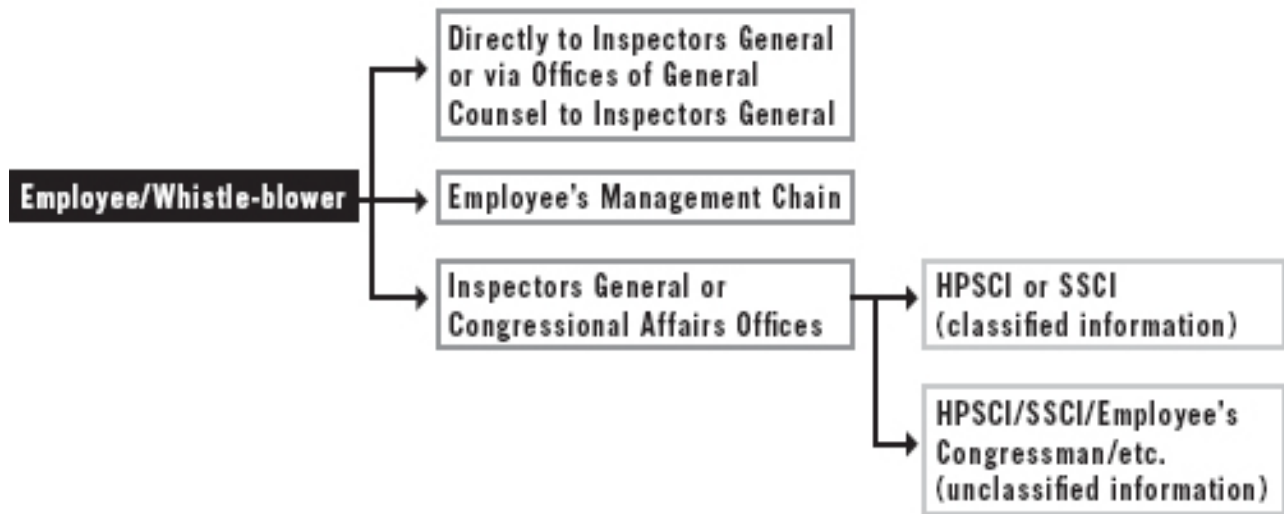 Directly to Inspectors General
or via Offices of General
Counsel to Inspectors General
Employee/Whistle-blower
Employee's Management Chain
Inspectors General or
Congressional Affairs Offices
HPSCI or SSCI
(classified information)
HPSCI/SSCI/Employee's
Congressman/etc.
(unclassified information)